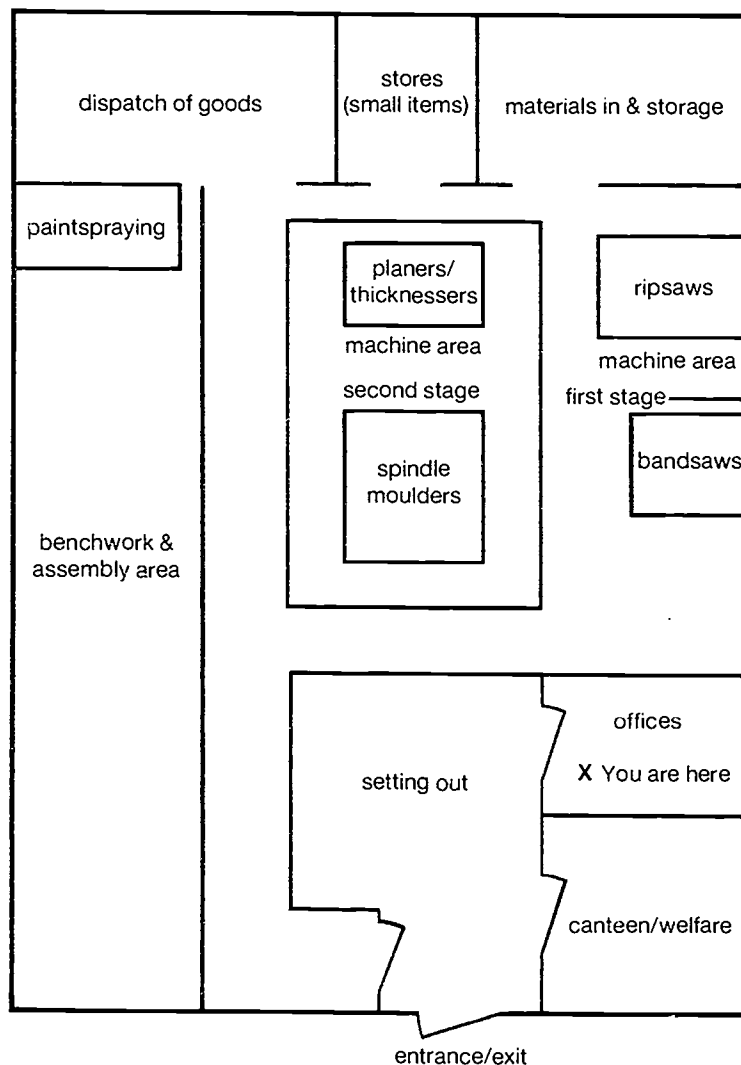 dispatch of goods
stores
(small items)
materials in & storage
paintspraying
planers/
thicknessers
ripsaws
machine area
machine area
second stage
first stage
spindle
moulders
bandsaws
benchwork &
assembly area
offices
X You are here
setting out
canteen/welfare
entrance/exit